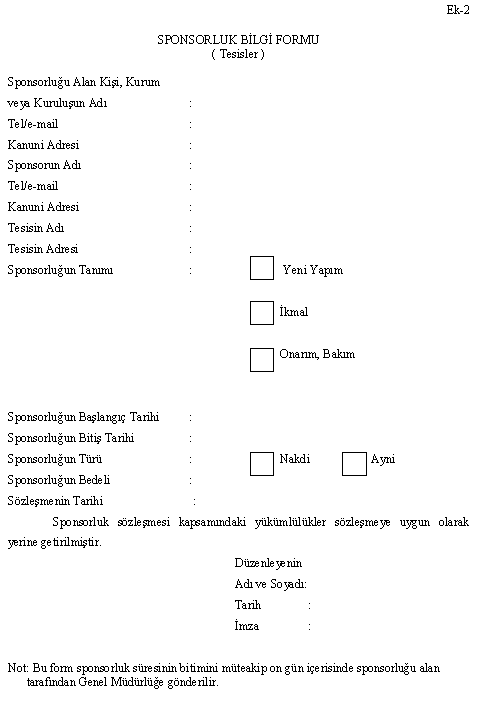 Ek-2
SPONSORLUK BİLGİ FORMU
( Tesisler )
Sponsorluğu Alan Kişi, Kurum
veya Kuruluşun Adı :
Tel/e-mail :
Kanuni Adresi :
Sponsorun Adı :
Tel/e-mail :
Kanuni Adresi :
Tesisin Adı :
Tesisin Adresi :
Sponsorluğun Tanımı : Yeni Yapım
İkmal
Onarım, Bakım
Sponsorluğun Başlangıç Tarihi :
Sponsorluğun Bitiş Tarihi :
Sponsorluğun Türü : Nakdi Ayni
Sponsorluğun Bedeli :
Sözleşmenin Tarihi :
Sponsorluk sözleşmesi kapsamındaki yükümlülükler sözleşmeye uygun olarak
yerine getirilmiştir.
Düzenleyenin
Adı ve Soyadı:
Tarih :
İmza :
Not: Bu form sponsorluk süresinin bitimini müteakip on gün içerisinde sponsorluğu alan
tarafından Genel Müdürlüğe gönderilir.